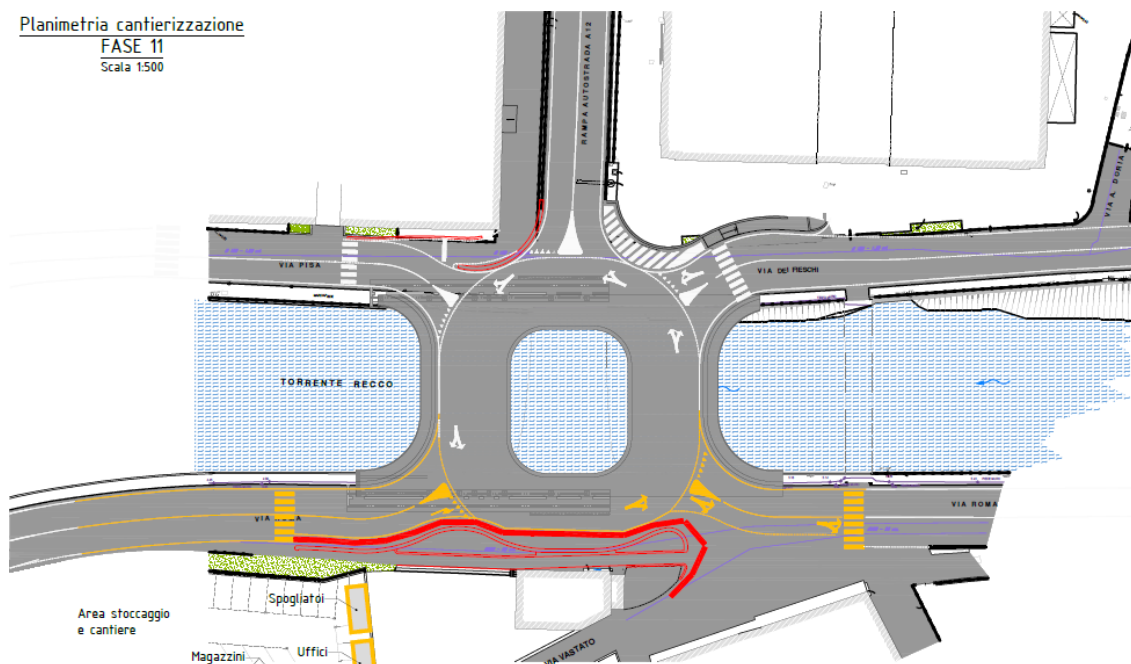 Planimetria cantierizzazione
FASE 11
Scala 1:500
RAMPA AUTOSTRADA A12
VIA A. DORIA
VIA PISA
VIA DEI FIESCHI
TORRENTE RECCO
VIA ROMA
Spogliatoi
Area stoccaggio
e cantiere
Uffici
Magazzini
VIA VASTATO